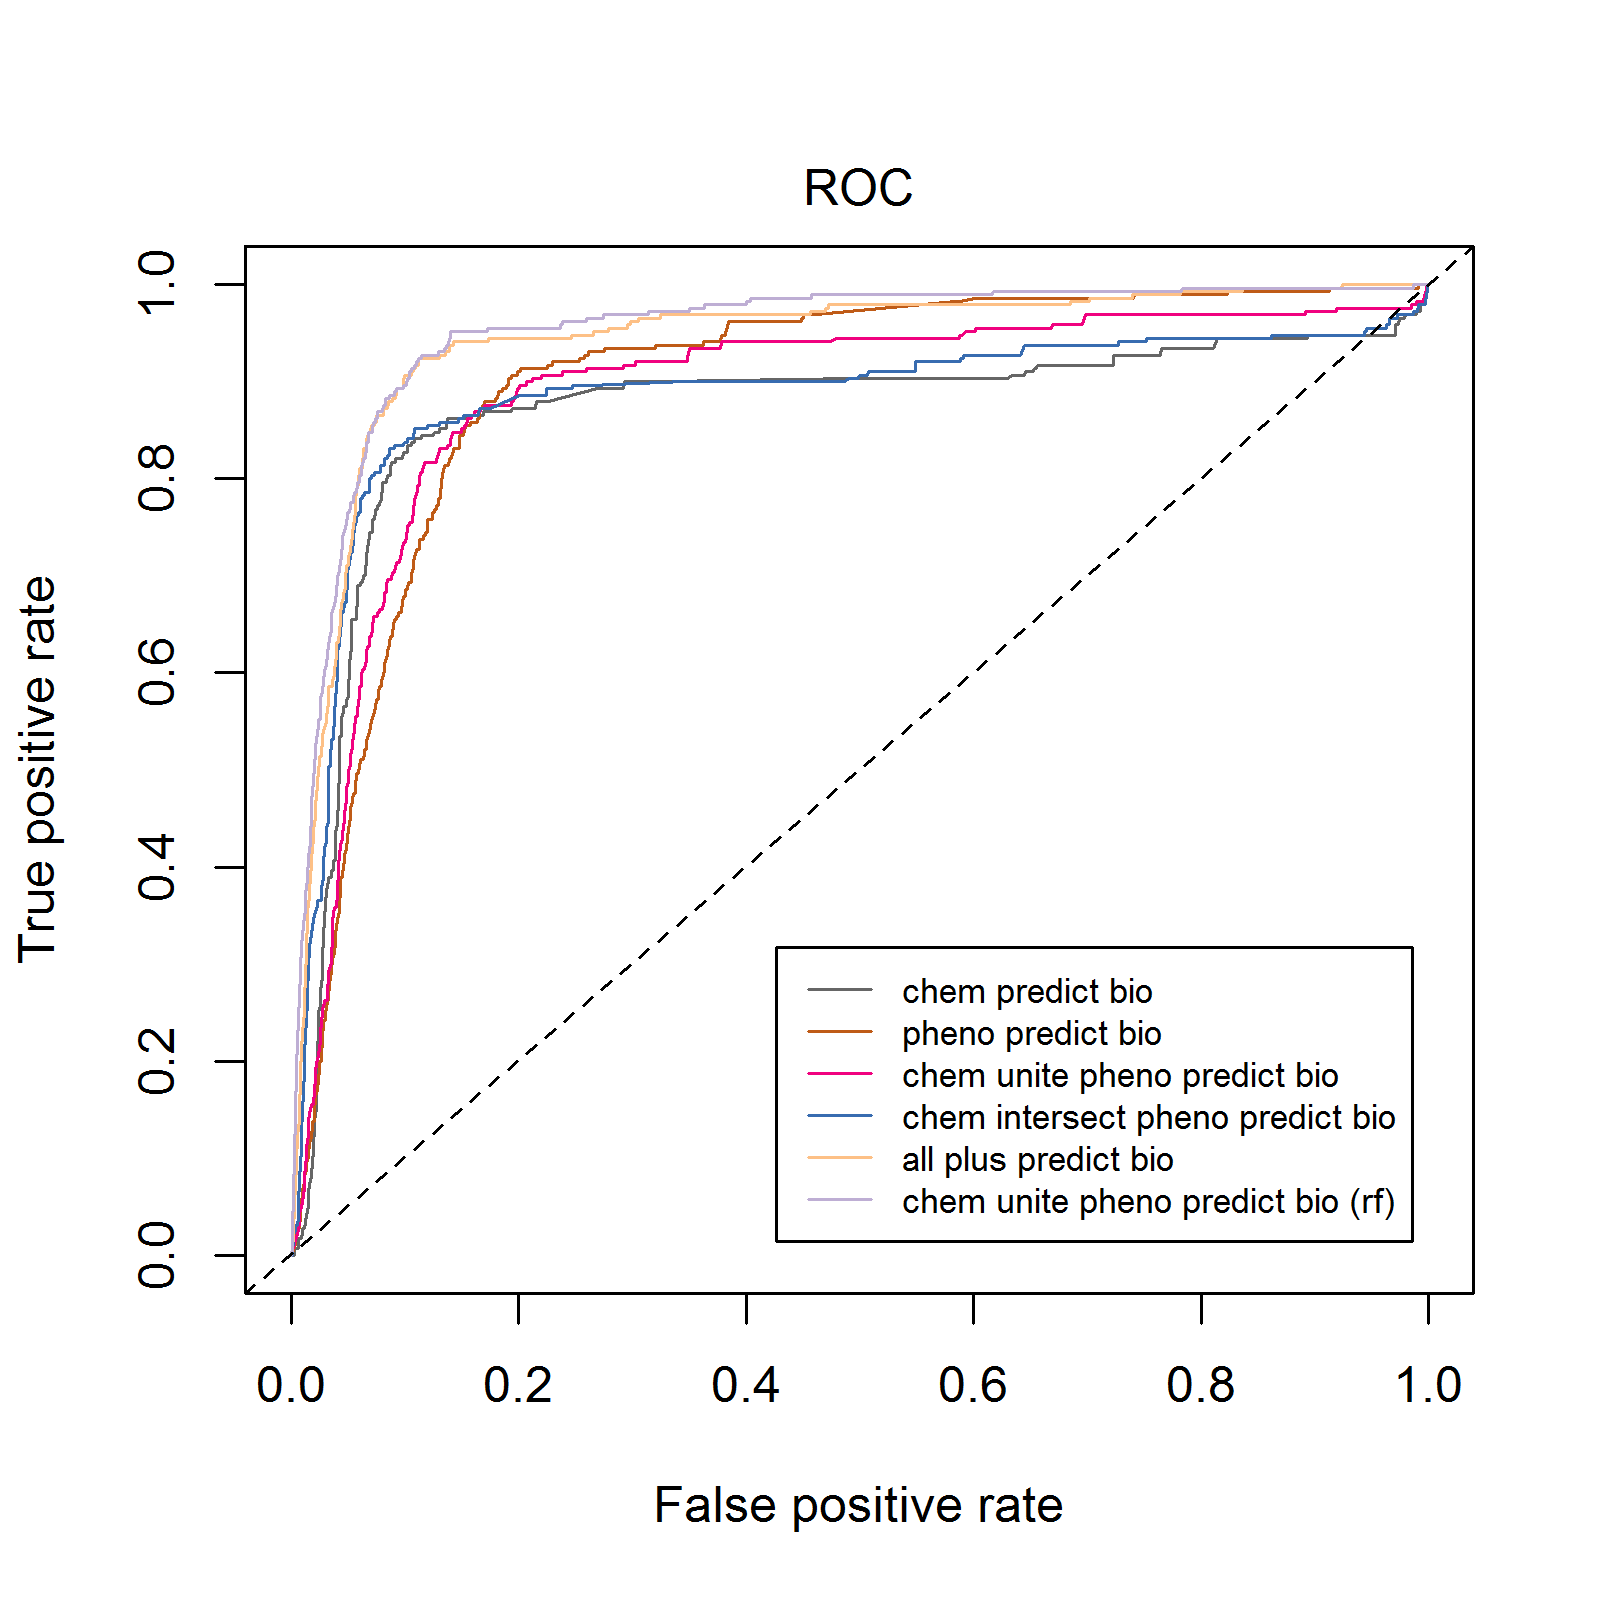 ROC
True positive rate
1.0
0.8
0.6
0.4
0.2
0.0
chem predict bio
pheno predict bio
chem unite pheno predict bio
chem intersect pheno predict bio
all plus predict bio
chem unite pheno predict bio (rf)
0.0 0.2 0.4 0.6 0.8 1.0
False positive rate